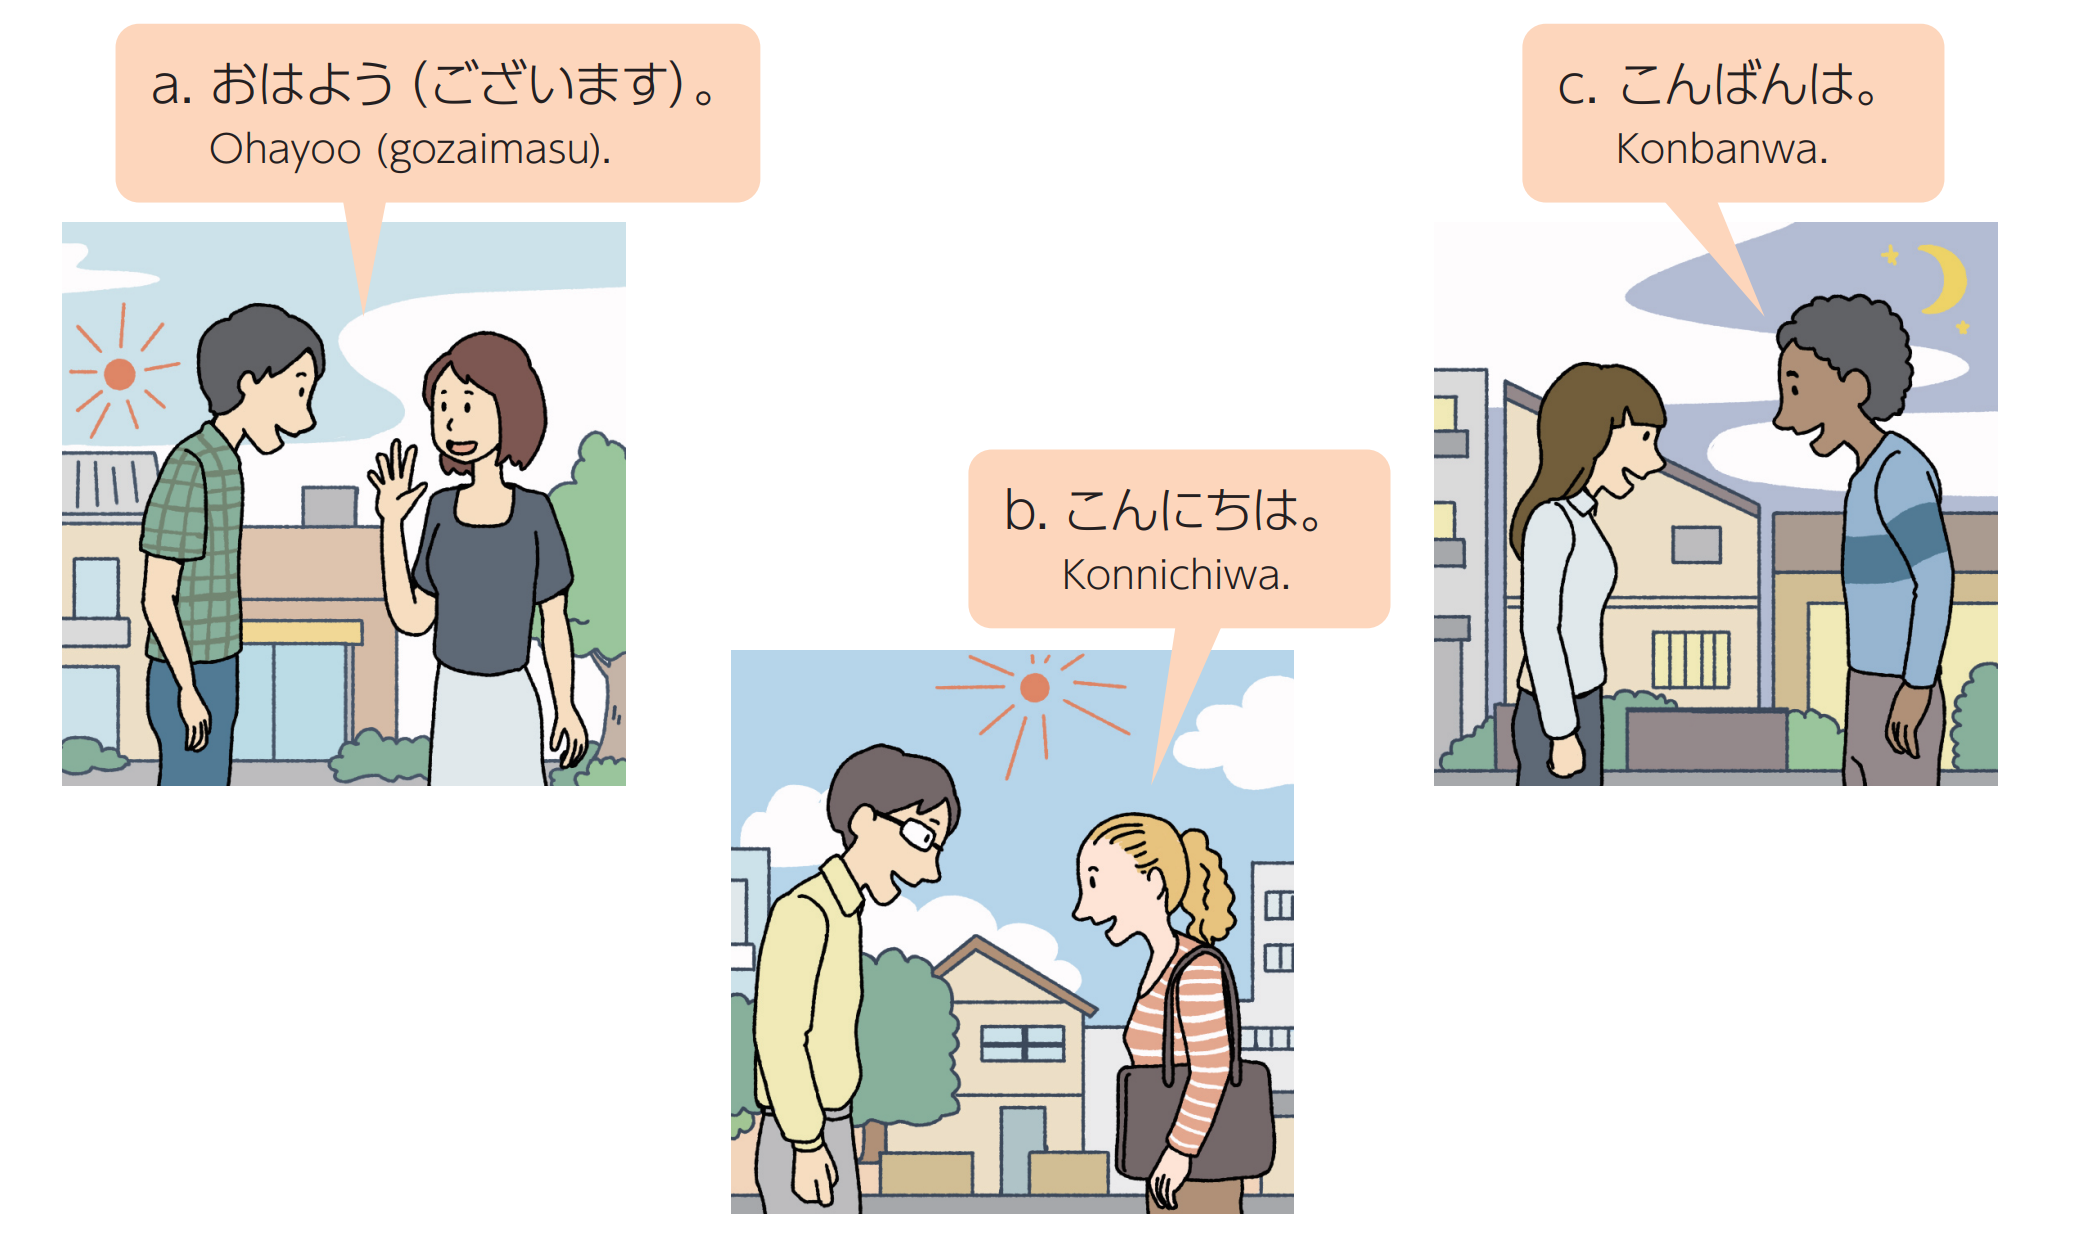 a. おはよう（ございます）。
Ohayoo (gozaimasu).
b. こんにちは。
Konnichiwa.
c. こんばんは。
Konbanwa.